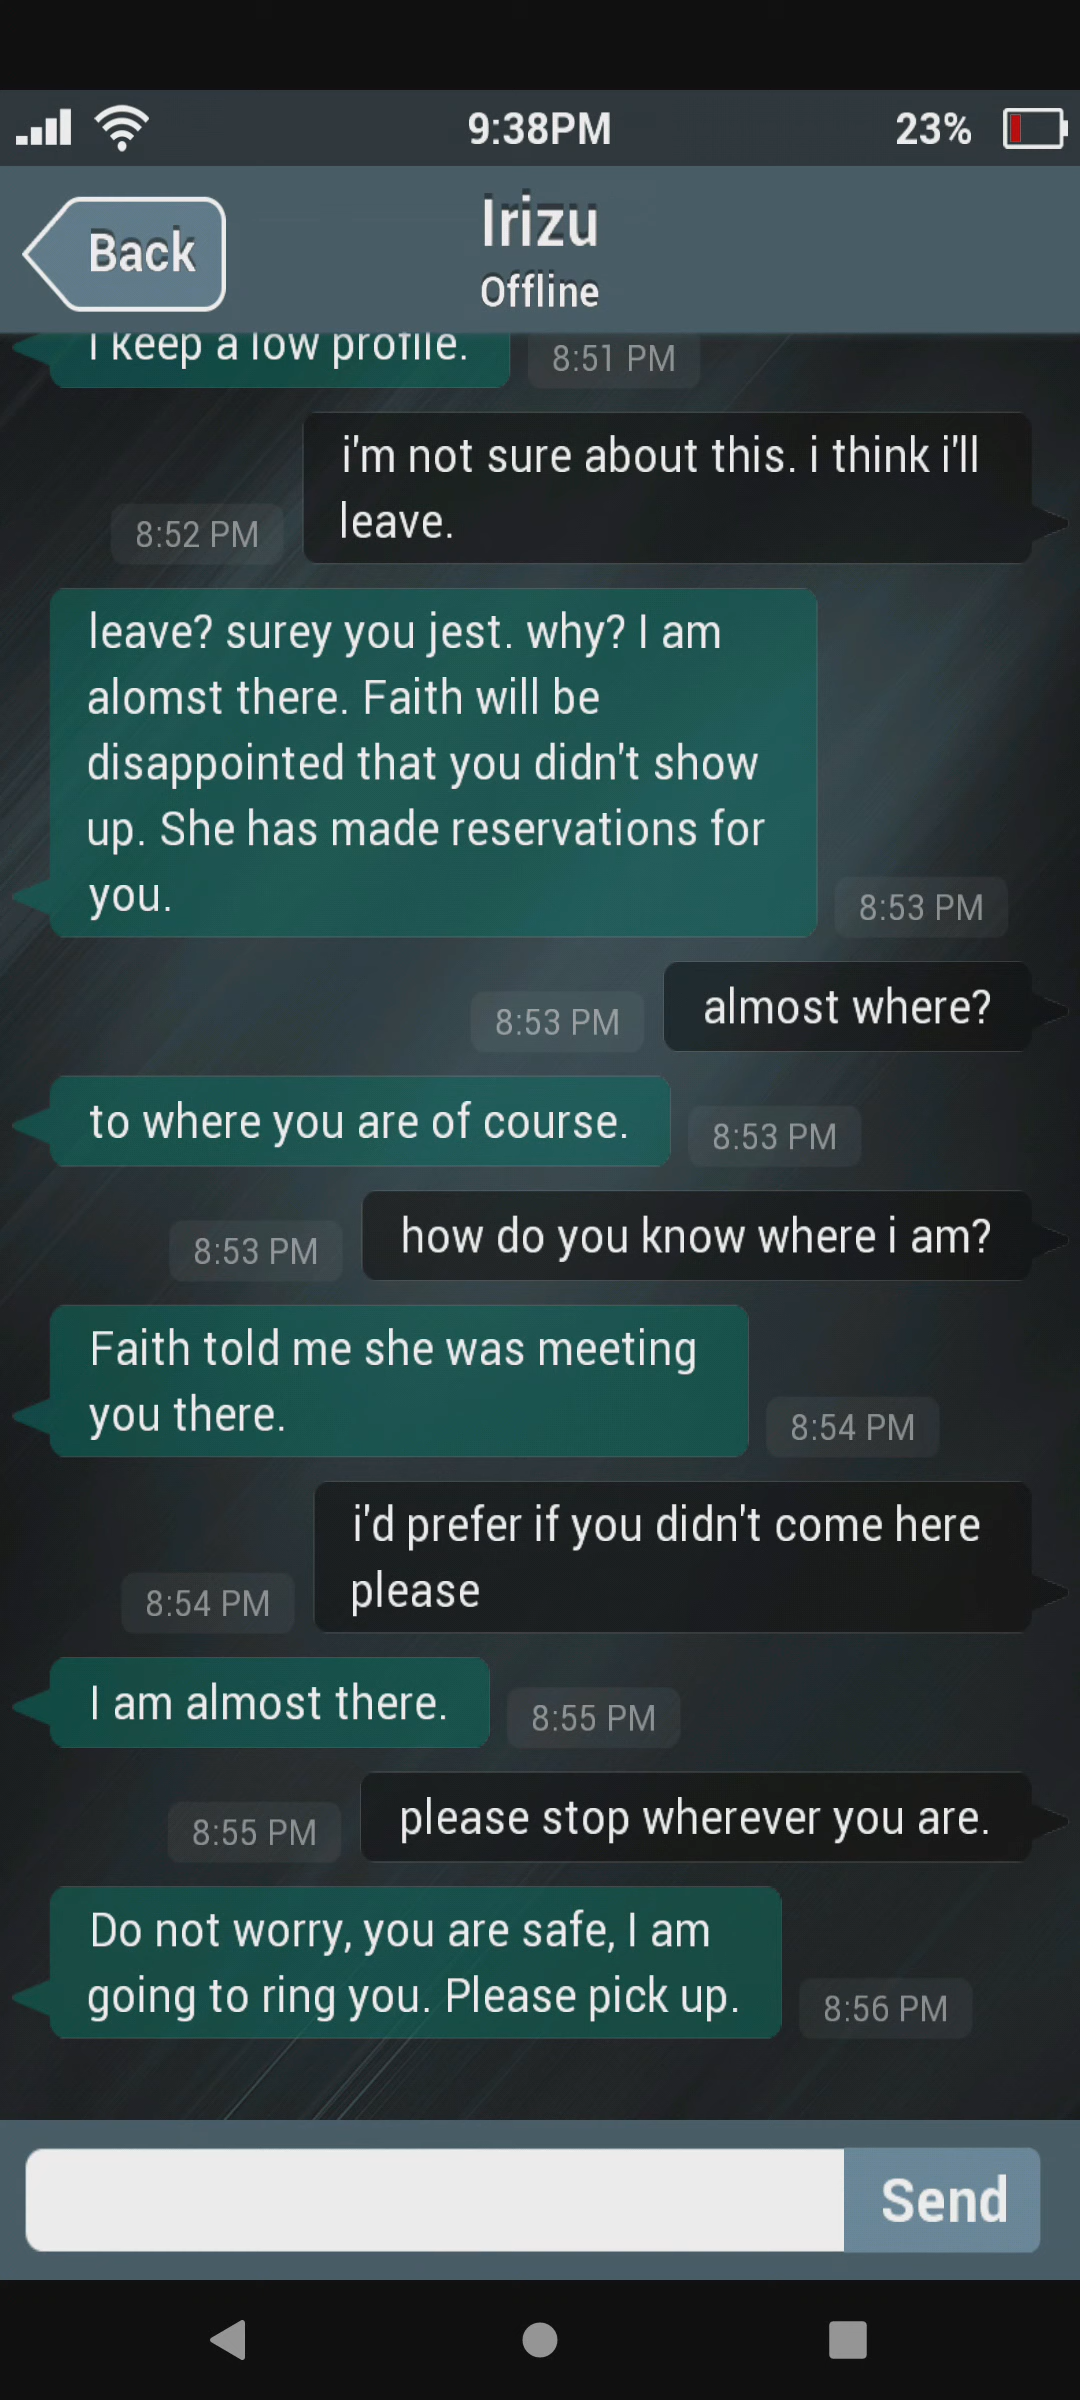 9:38PM
23%
Back
Irizu
Offline
I keep a low profile.
8:51 PM
i'm not sure about this. i think i'll
leave.
8:52 PM
leave? surey you jest. why? I am
alomst there. Faith will be
disappointed that you didn't show
up. She has made reservations for
you.
8:53 PM
almost where?
8:53 PM
to where you are of course.
8:53 PM
how do you know where i am?
8:53 PM
Faith told me she was meeting
you there.
8:54 PM
i'd prefer if you didn't come here
please
8:54 PM
I am almost there.
8:55 PM
please stop wherever you are.
8:55 PM
Do not worry, you are safe, I am
going to ring you. Please pick up.
8:56 PM
Send